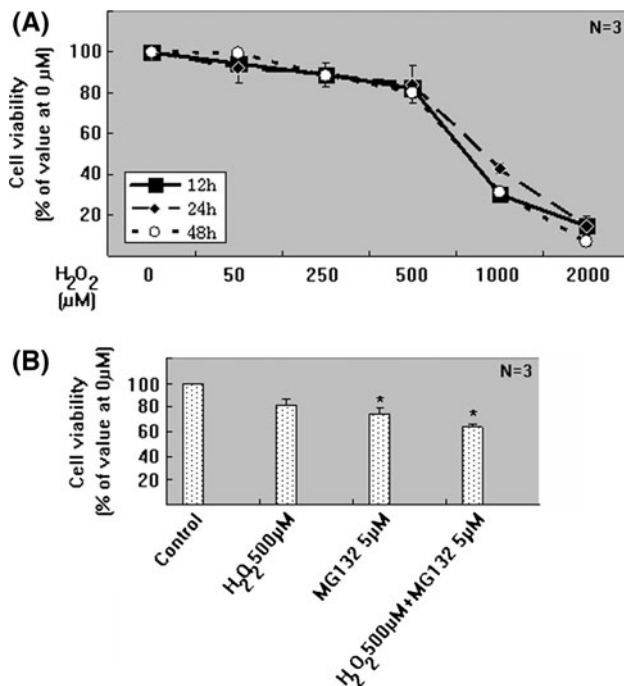 (A)
N=3
Cell viability
(% of value at 0 μM)
100
80
60
40
20
12h
24h
48h
H2O2
(μM)
0 50 250 500 1000 2000
(B)
N=3
Cell viability
(% of value at 0μM)
100
80
60
40
20
* *
Control
H2O2 500μM
MG132 5μM
H2O2 500μM+MG132 5μM